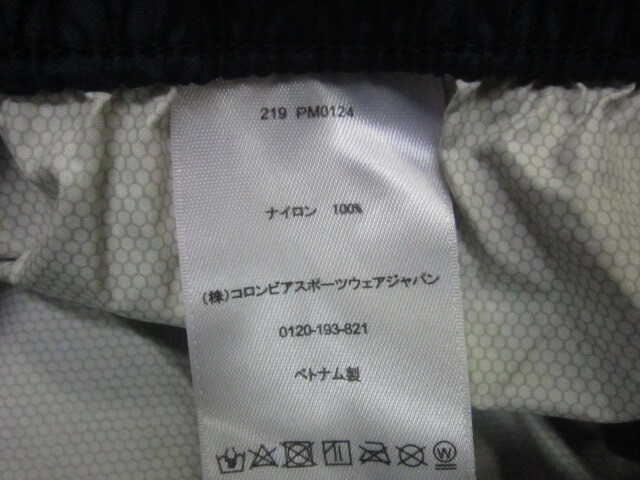 219 PM0124
ナイロン 100%
(株)コロンビアスポーツウェアジャパン
0120-193-821
ベトナム製